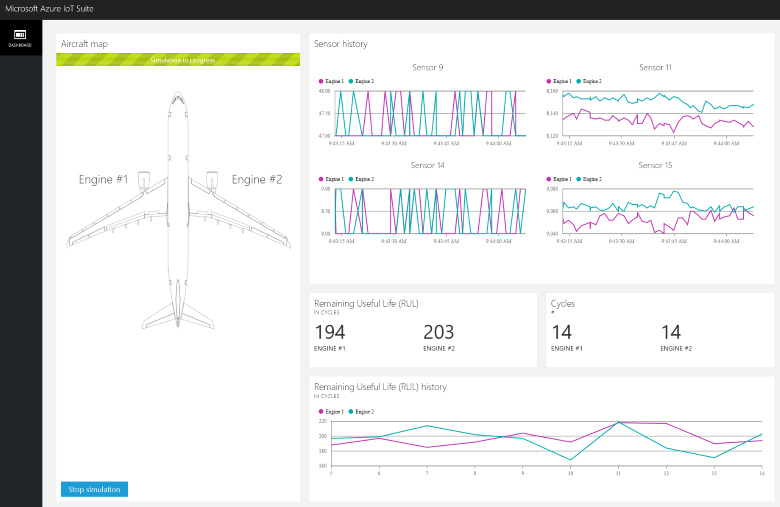 Microsoft Azure IoT Suite
DASHBOARD
Aircraft map
Simulation in progress
Engine #1
Engine #2
Stop simulation
Sensor history
Sensor 9
Engine 1 Engine 2
48.00
47.50
47.00
9:43:15 AM 9:43:30 AM 9:43:45 AM 9:44:00 AM
Sensor 11
Engine 1 Engine 2
8,160
8,140
8,120
9:43:15 AM 9:43:30 AM 9:43:45 AM 9:44:00 AM
Sensor 14
Engine 1 Engine 2
9.00
8.50
8.00
9:43:15 AM 9:43:30 AM 9:43:45 AM 9:44:00 AM
Sensor 15
Engine 1 Engine 2
9,080
9,060
9,040
9:43:15 AM 9:43:30 AM 9:43:45 AM 9:44:00 AM
Remaining Useful Life (RUL)
IN CYCLES
194 203
ENGINE #1 ENGINE #2
Cycles
#
14 14
ENGINE #1 ENGINE #2
Remaining Useful Life (RUL) history
IN CYCLES
Engine 1 Engine 2
220
200
180
160
5 6 7 8 9 10 11 12 13 14